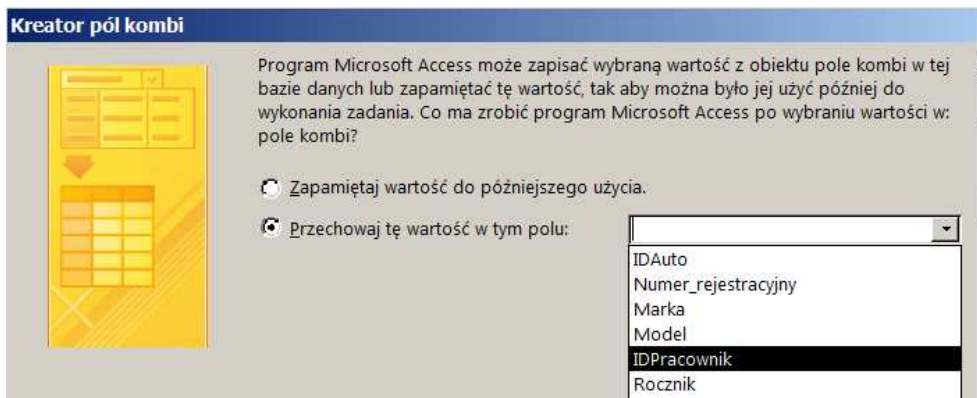 Kreator pól kombi
Program Microsoft Access może zapisać wybraną wartość z obiektu pole kombi w tej
bazie danych lub zapamiętać tę wartość, tak aby można było jej użyć później do
wykonania zadania. Co ma zrobić program Microsoft Access po wybraniu wartości w:
pole kombi?
Zapamiętaj wartość do późniejszego użycia.
Przechowaj tę wartość w tym polu:
IDAuto
Numer_rejestracyjny
Marka
Model
IDPracownik
Rocznik